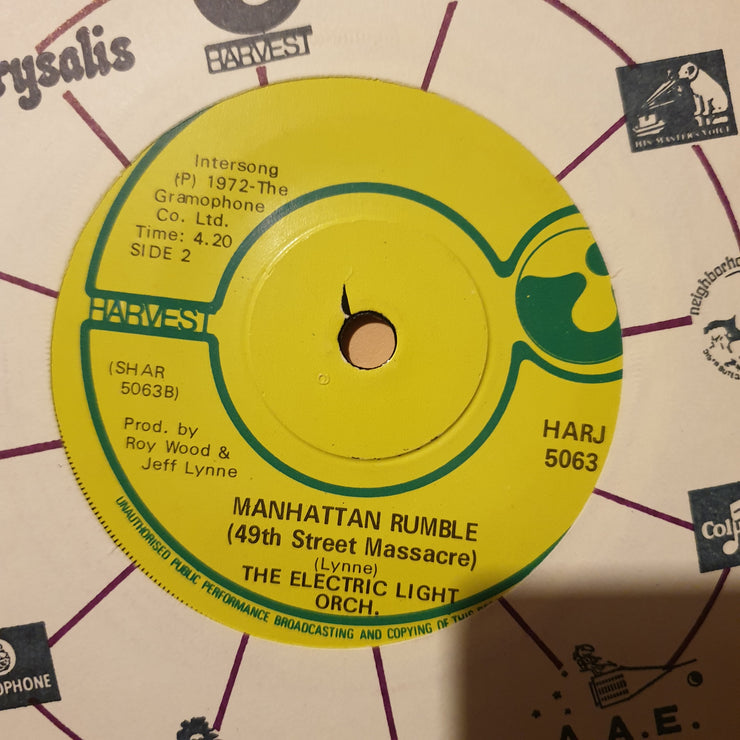 rysalis
HARVEST
HIS MASTER'S VOICE
neighborho
Intersong
(P) 1972-The
Gramophone
Co. Ltd.
Time: 4.20
SIDE 2
HARVEST
(SHAR
5063B)
Prod. by
Roy Wood &
Jeff Lynne
HARJ
5063
MANHATTAN RUMBLE
(49th Street Massacre)
(Lynne)
THE ELECTRIC LIGHT
ORCH.
UNAUTHORISED PUBLIC PERFORMANCE BROADCASTING AND COPYING OF THIS
Col
OPHONE
A.A.E.